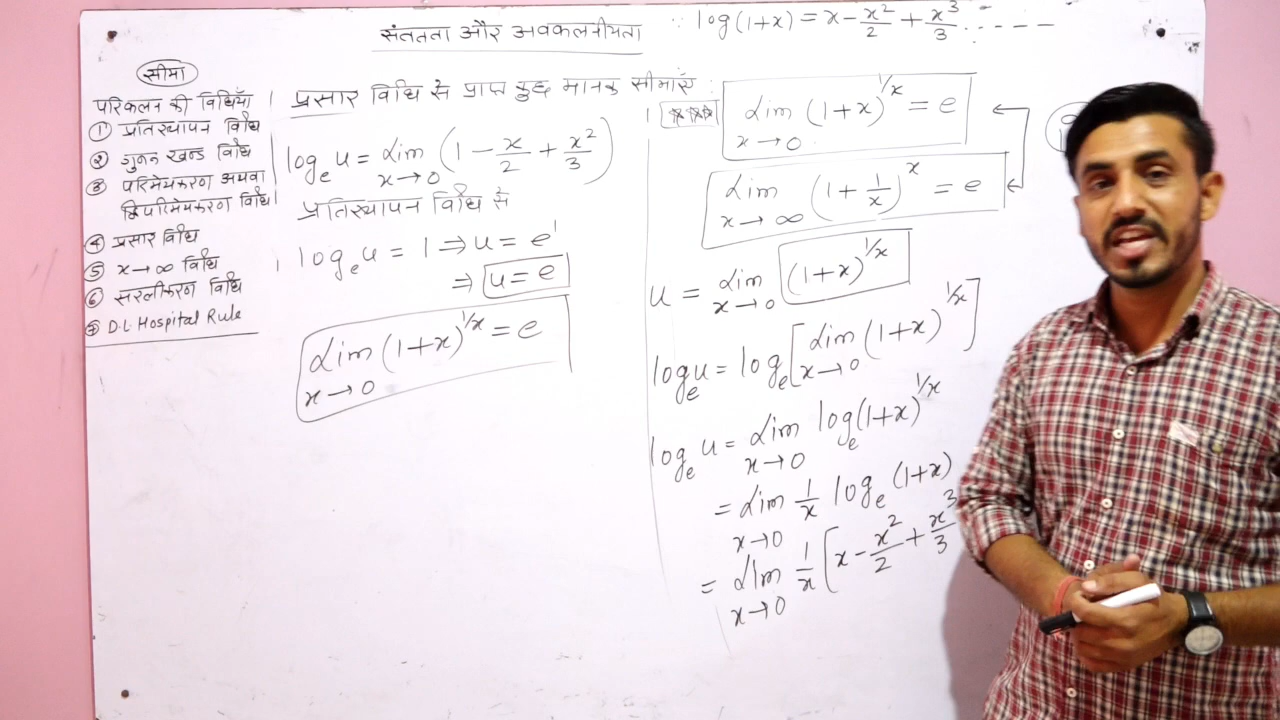 संततता और अवकलनीयता
∵ log(1+x) = x - x²/2 + x³/3 ------
सीमा
परिकलन की विधियाँ
① प्रतिस्थापन विधि
② गुणन खण्ड विधि
③ परिमेयकरण अथवा
द्विपरिमेयकरण विधि
④ प्रसार विधि
⑤ x→∞ विधि
⑥ सरलीकरण विधि
⑦ D.L. Hospital Rule
प्रसार विधि से प्राप्त कुछ मानक सीमाएं :
logₑ u = Lim x→0 (1 - x/2 + x²/3)
प्रतिस्थापन विधि से
logₑ u = 1 ⇒ u = e¹
⇒ u = e
Lim x→0 (1+x)^1/x = e
Lim x→0 (1+x)^1/x = e
Lim x→∞ (1 + 1/x)^x = e
u = Lim x→0 (1+x)^1/x
logₑ u = logₑ [Lim x→0 (1+x)^1/x]
logₑ u = Lim x→0 logₑ (1+x)^1/x
= Lim x→0 1/x logₑ (1+x)
= Lim x→0 1/x [x - x²/2 + x³/3